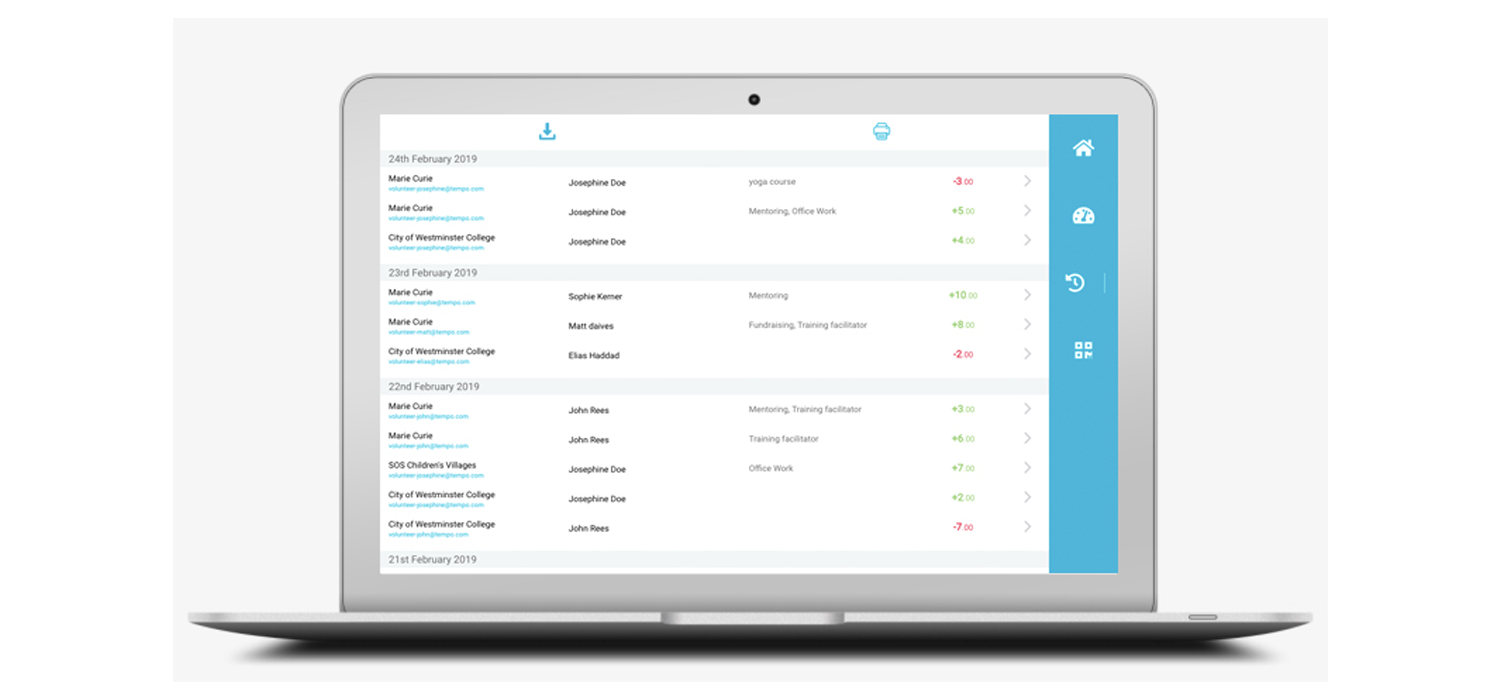 24th February 2019
Marie Curie
volunteer-josephine@tempo.com
Josephine Doe
yoga course
-3.00
Marie Curie
volunteer-josephine@tempo.com
Josephine Doe
Mentoring, Office Work
+5.00
City of Westminster College
volunteer-josephine@tempo.com
Josephine Doe
+4.00
23rd February 2019
Marie Curie
volunteer-sophie@tempo.com
Sophie Kerner
Mentoring
+10.00
Marie Curie
volunteer-matt@tempo.com
Matt daives
Fundraising, Training facilitator
+8.00
City of Westminster College
volunteer-elias@tempo.com
Elias Haddad
-2.00
22nd February 2019
Marie Curie
volunteer-john@tempo.com
John Rees
Mentoring, Training facilitator
+3.00
Marie Curie
volunteer-john@tempo.com
John Rees
Training facilitator
+6.00
SOS Children's Villages
volunteer-josephine@tempo.com
Josephine Doe
Office Work
+7.00
City of Westminster College
volunteer-josephine@tempo.com
Josephine Doe
+2.00
City of Westminster College
volunteer-john@tempo.com
John Rees
-7.00
21st February 2019